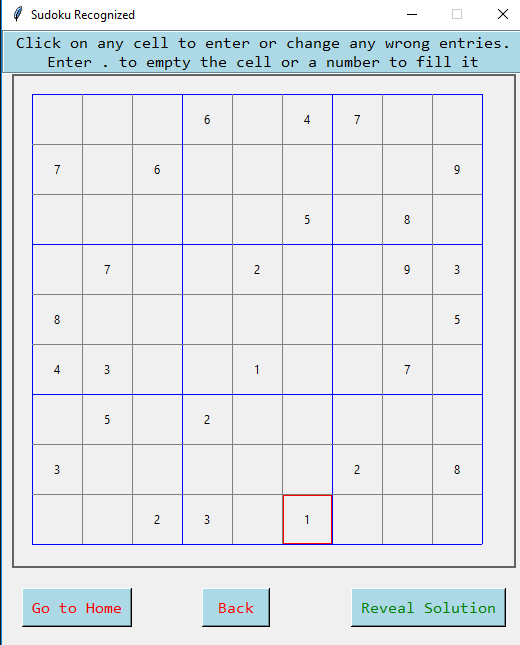 Sudoku Recognized
Click on any cell to enter or change any wrong entries.
Enter . to empty the cell or a number to fill it
6 4 7
7 6 9
5 8
7 2 9 3
8 5
4 3 1 7
5 2
3 2 8
2 3 1
Go to Home Back Reveal Solution